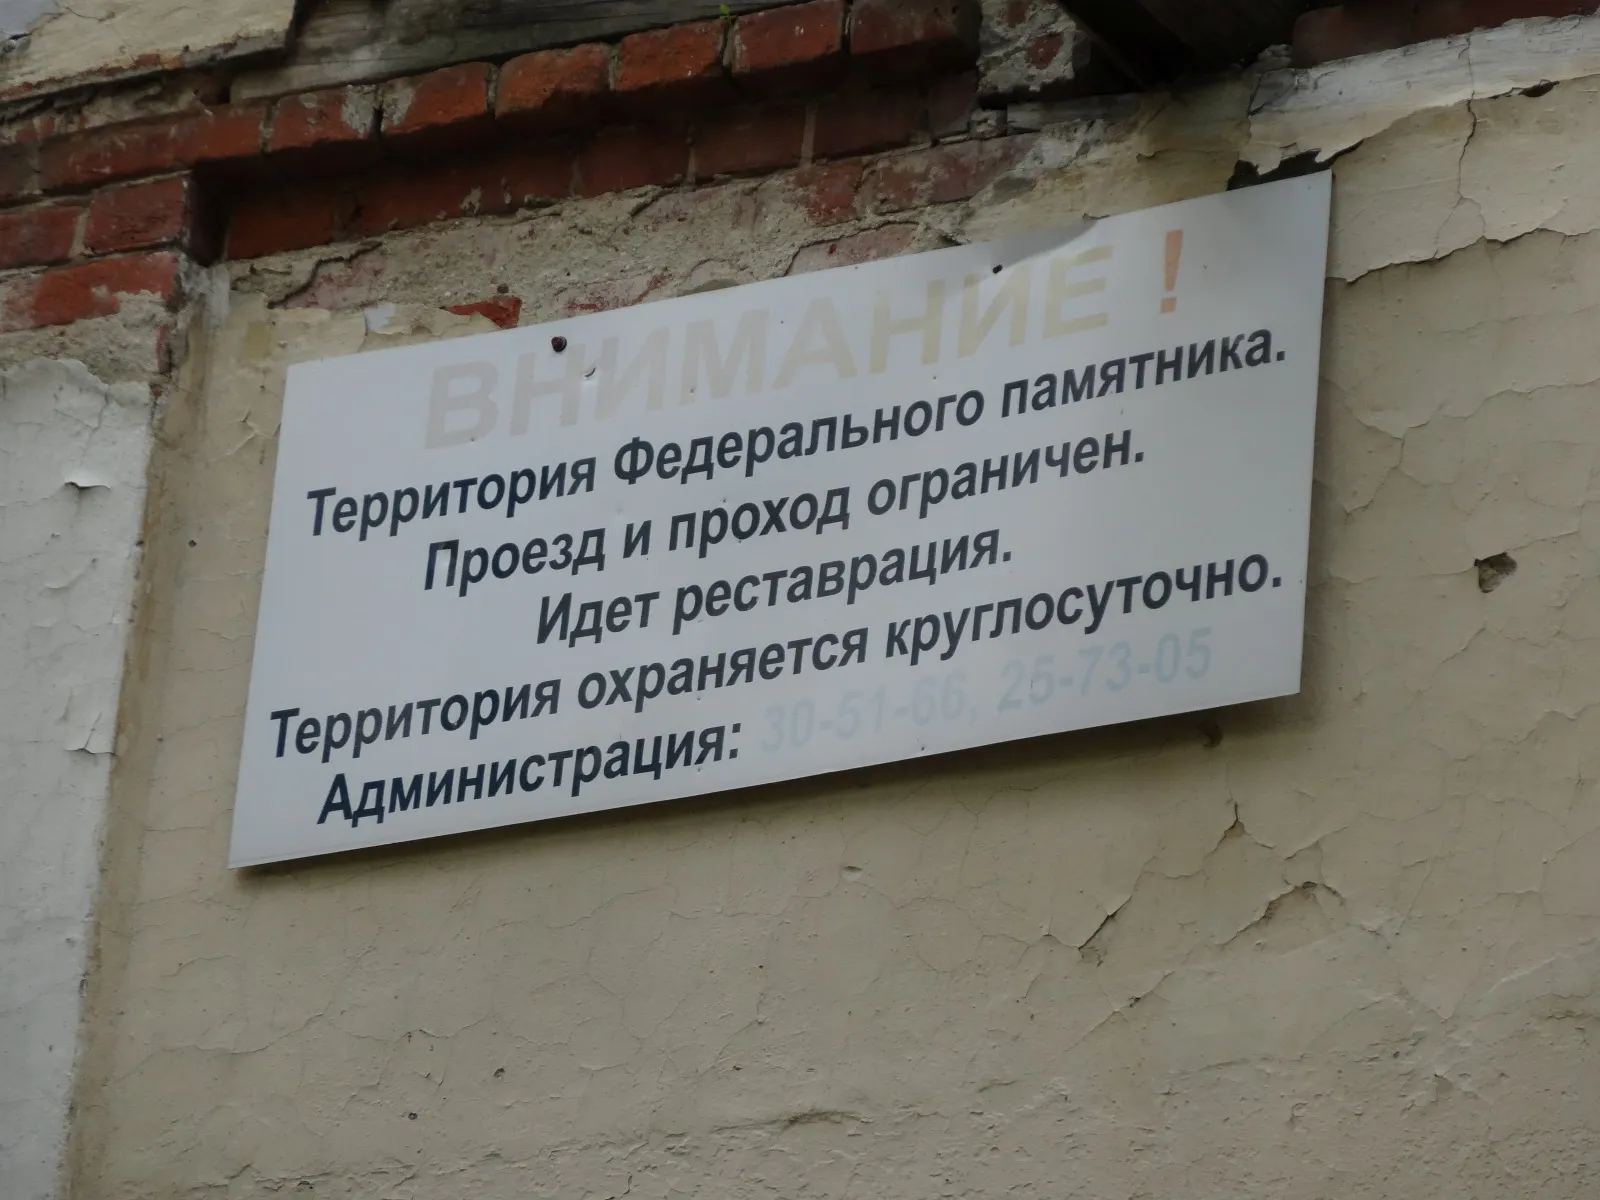 ВНИМАНИЕ !
Территория Федерального памятника.
Проезд и проход ограничен.
Идет реставрация.
Территория охраняется круглосуточно.
Администрация: 30-51-66, 25-73-05